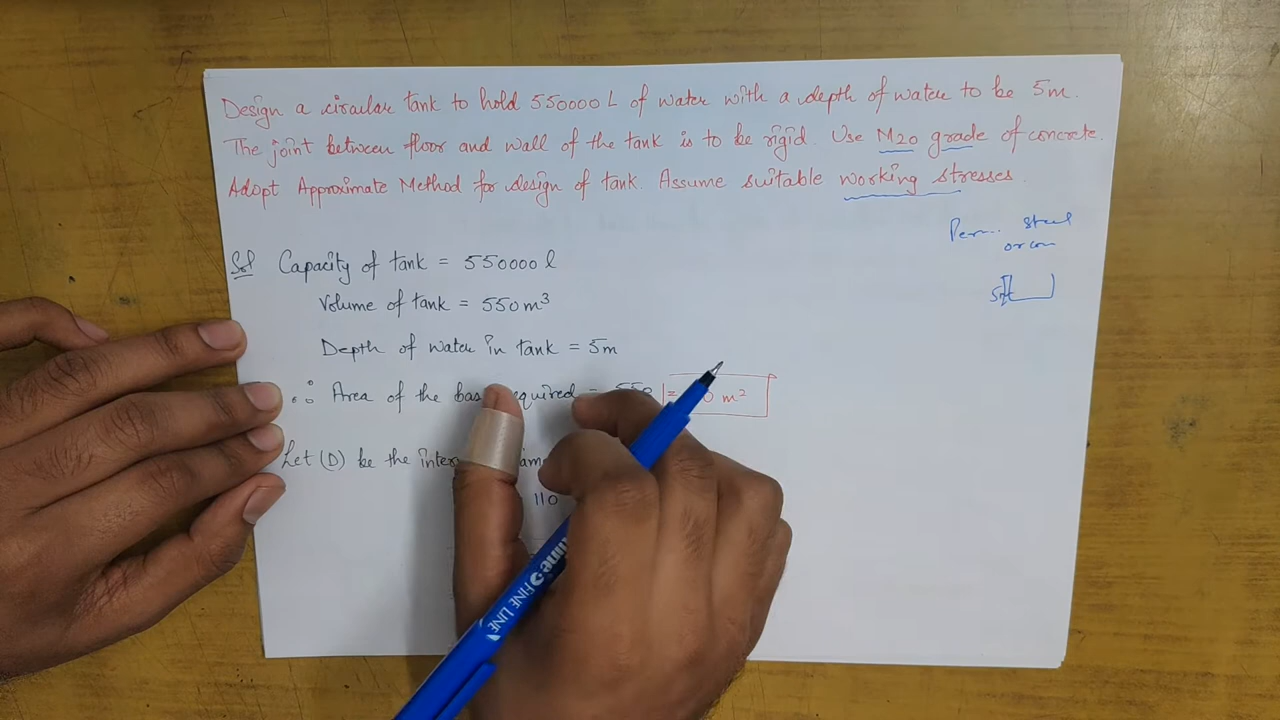 Design a circular tank to hold 550000 L of water with a depth of water to be 5m.
The joint between floor and wall of the tank is to be rigid. Use M20 grade of concrete.
Adopt Approximate Method for design of tank. Assume suitable working stresses.
Perm. steel
or con
Sol Capacity of tank = 550000 l
Volume of tank = 550 m³
Depth of water in tank = 5m
∴ Area of the = 550 = m²
Let (D) be the
110
FINE LINE